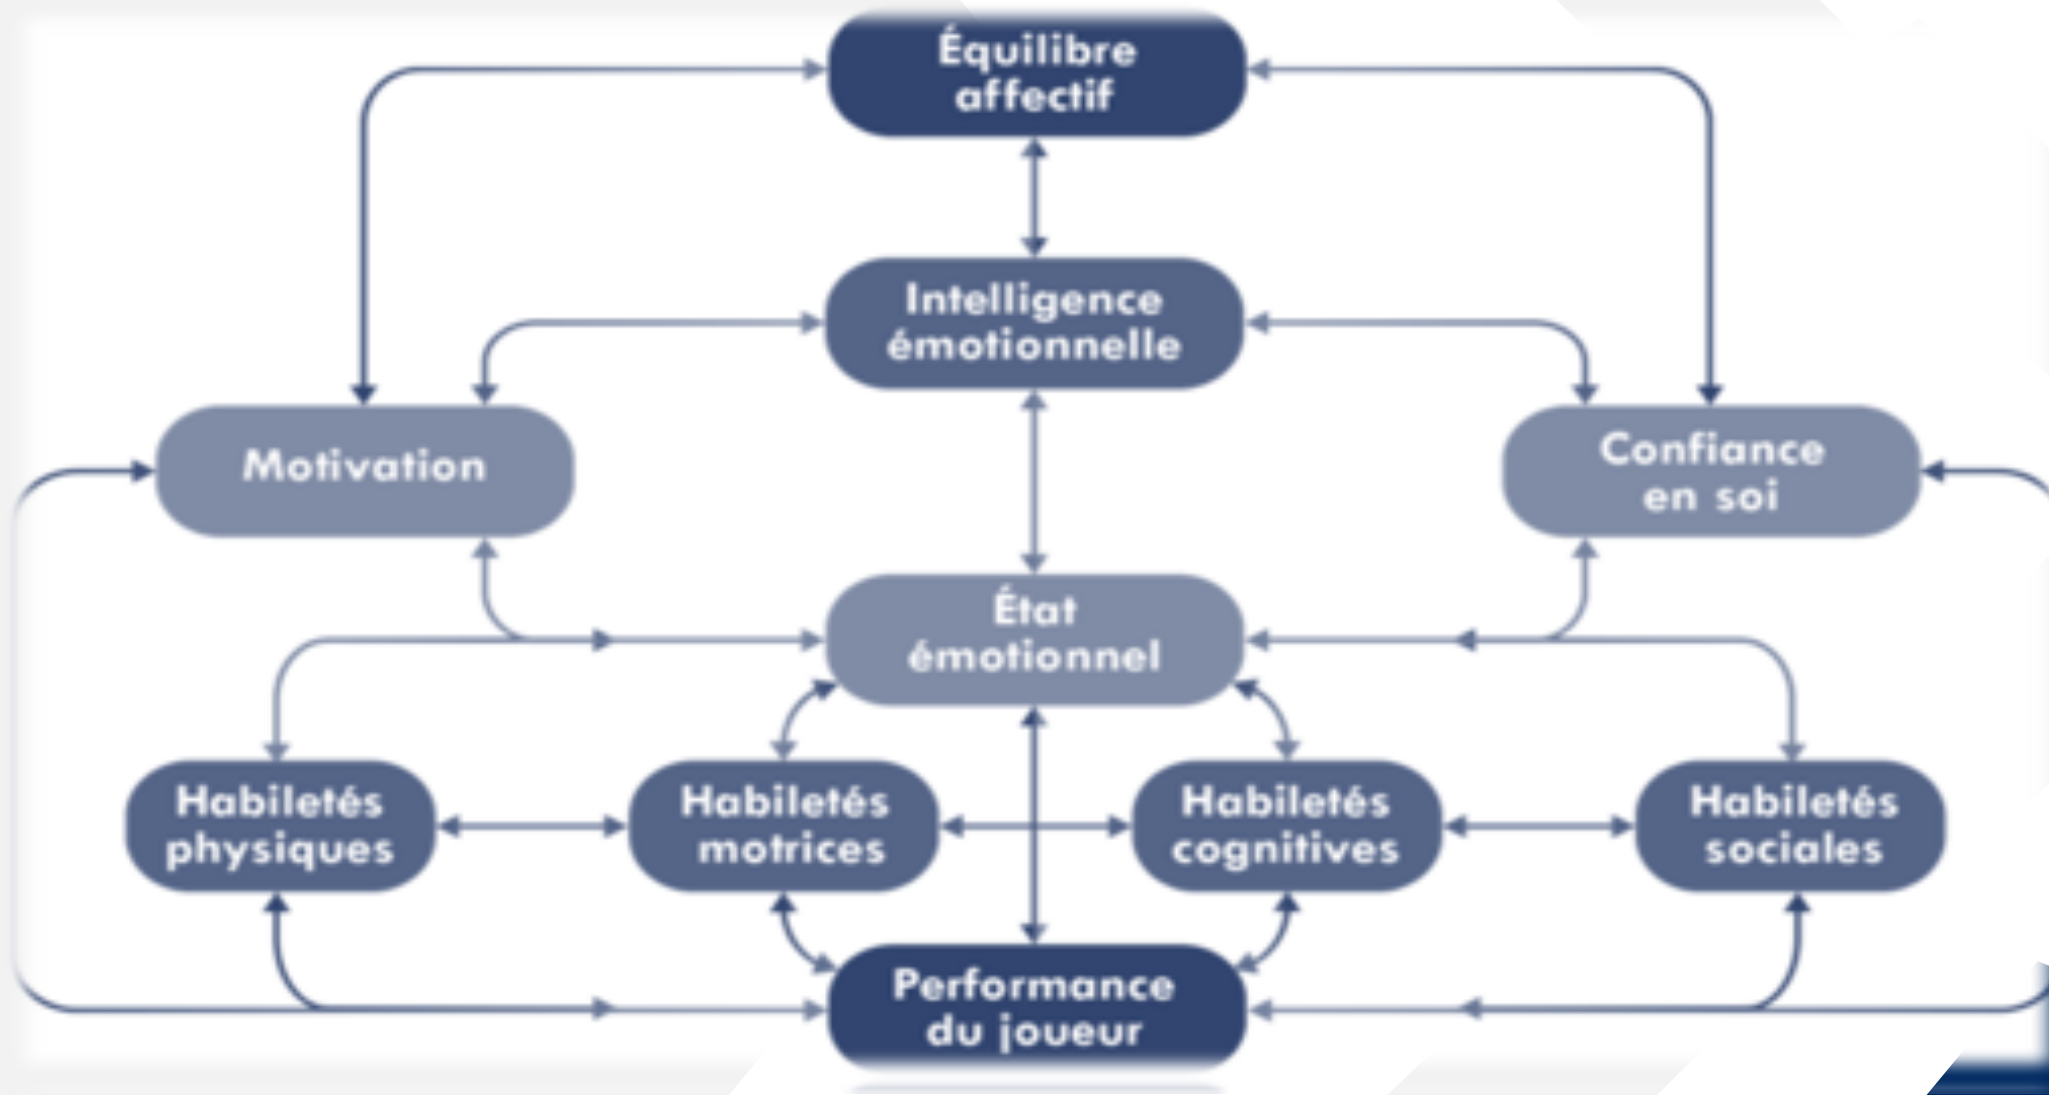 Équilibre
affectif
Intelligence
émotionnelle
Motivation
Confiance
en soi
État
émotionnel
Habiletés
physiques
Habiletés
motrices
Habiletés
cognitives
Habiletés
sociales
Performance
du joueur